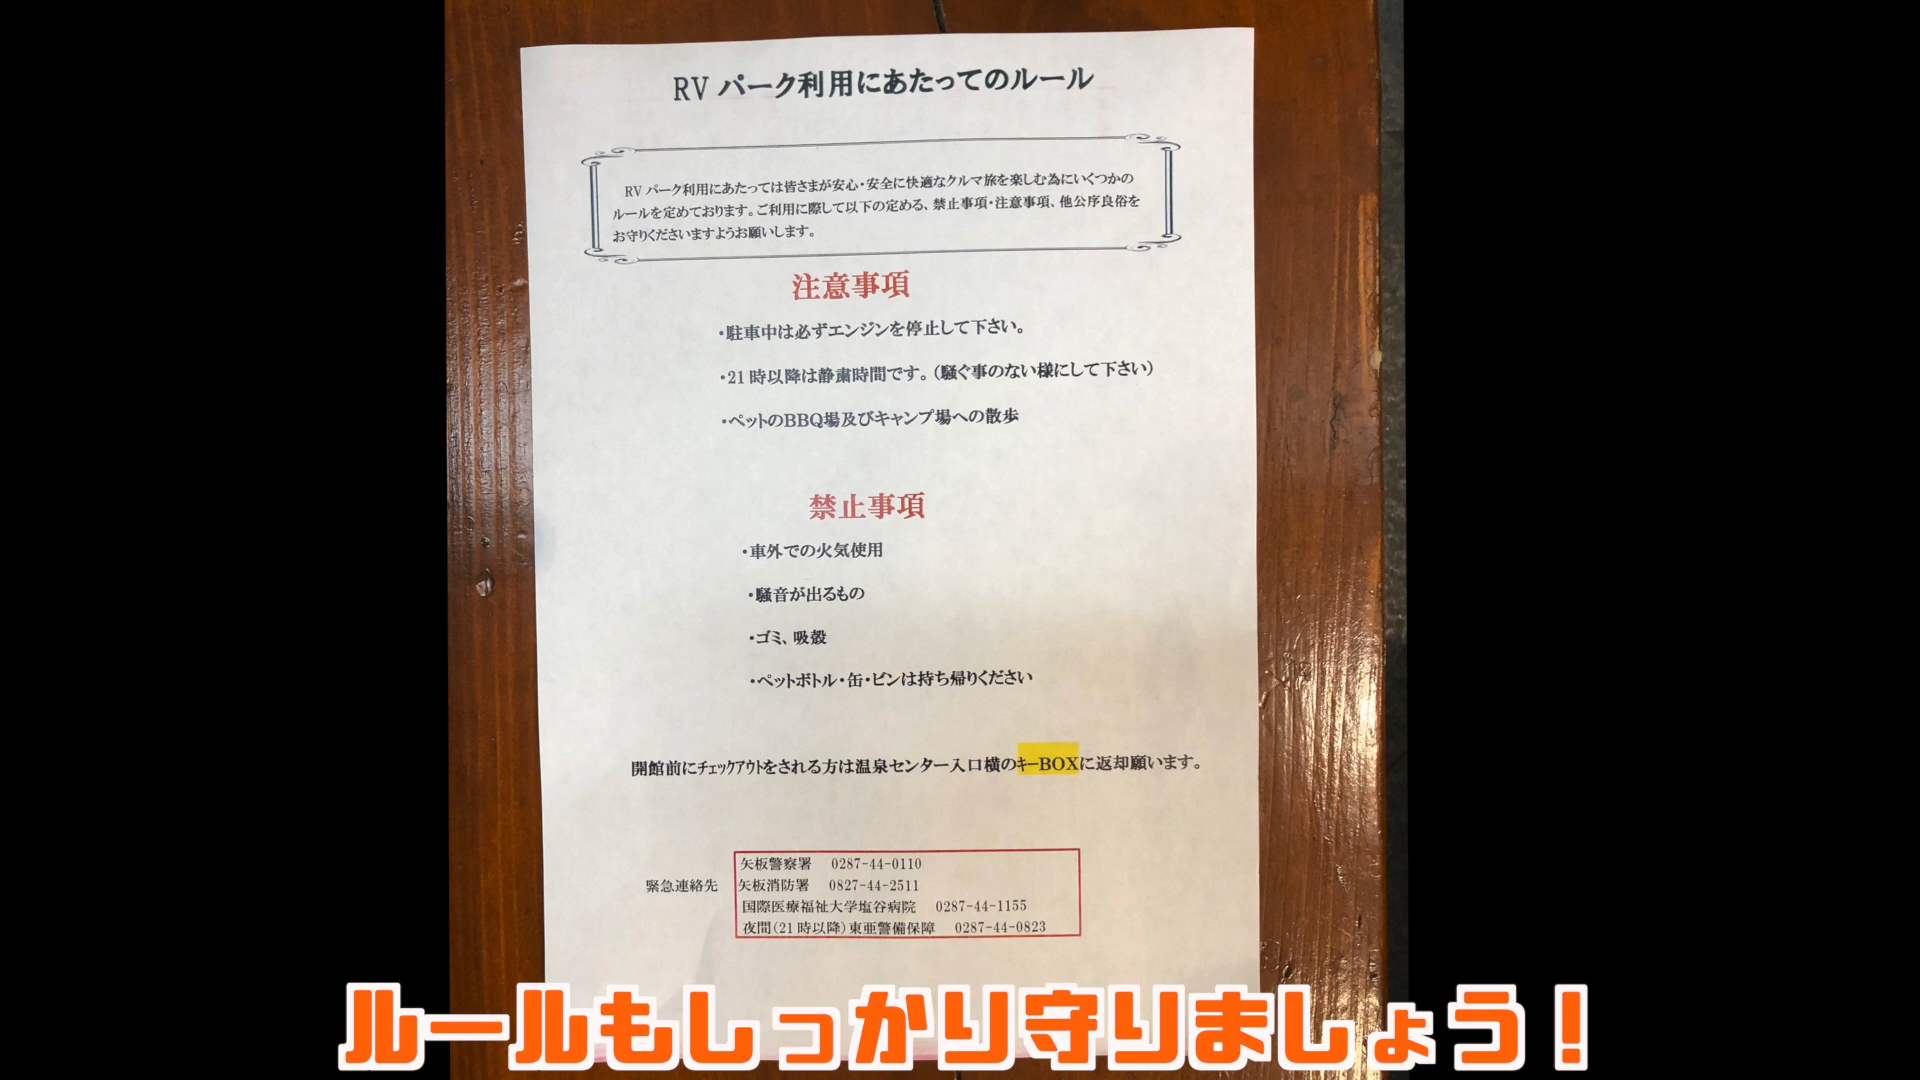 RV パーク利用にあたってのルール
RV パーク利用にあたっては皆さまが安心・安全に快適なクルマ旅を楽しむ為にいくつかの
ルールを定めております。ご利用に際して以下の定める、禁止事項・注意事項、他公序良俗を
お守りくださいますようお願いします。
注意事項
・駐車中は必ずエンジンを停止して下さい。
・21 時以降は静粛時間です。（騒ぐ事のない様にして下さい）
・ペットのBBQ場及びキャンプ場への散歩
禁止事項
・車外での火気使用
・騒音が出るもの
・ゴミ、吸殻
・ペットボトル・缶・ビンは持ち帰りください
開館前にチェックアウトをされる方は温泉センター入口横のキーBOXに返却願います。
緊急連絡先
矢板警察署 0287-44-0110
矢板消防署 0827-44-2511
国際医療福祉大学塩谷病院 0287-44-1155
夜間（21 時以降）東亜警備保障 0287-44-0823
ルールもしっかり守りましょう！